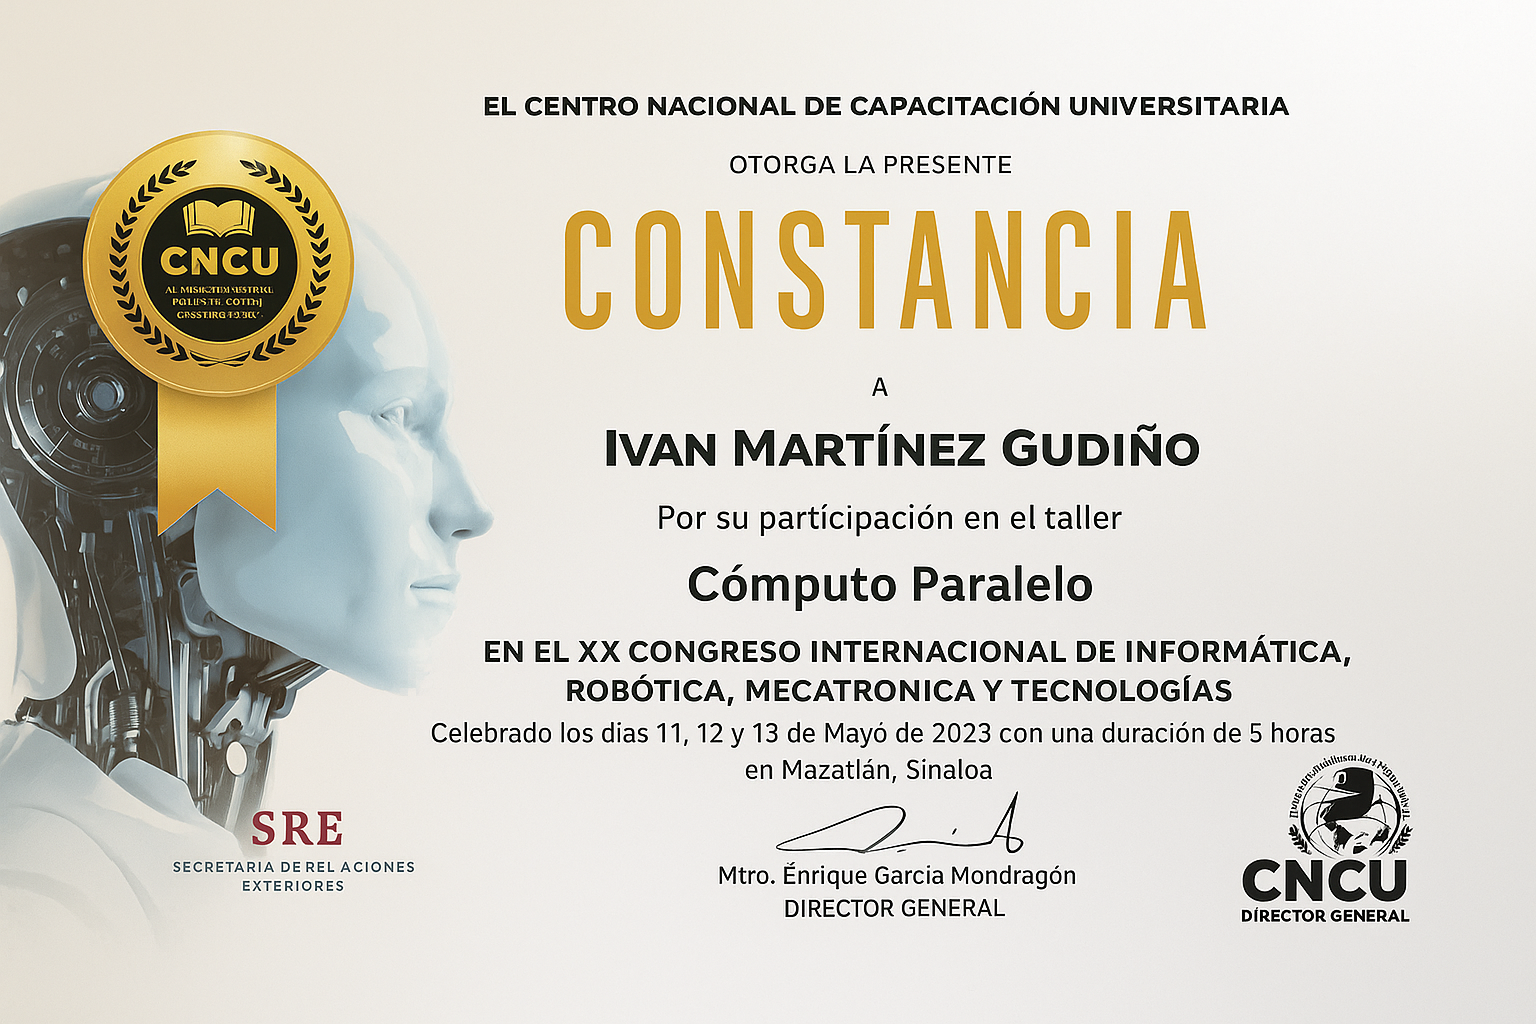 EL CENTRO NACIONAL DE CAPACITACIÓN UNIVERSITARIA
OTORGA LA PRESENTE
CONSTANCIA
A
IVAN MARTÍNEZ GUDIÑO
Por su partícipación en el taller
Cómputo Paralelo
EN EL XX CONGRESO INTERNACIONAL DE INFORMÁTICA,
ROBÓTICA, MECATRONICA Y TECNOLOGÍAS
Celebrado los dias 11, 12 y 13 de Mayó de 2023 con una duración de 5 horas
en Mazatlán, Sinaloa
Mtro. Énrique Garcia Mondragón
DIRECTOR GENERAL
CNCU
SRE
SECRETARIA DE REL ACIONES
EXTERIORES
CNCU
DÍRECTOR GENERAL